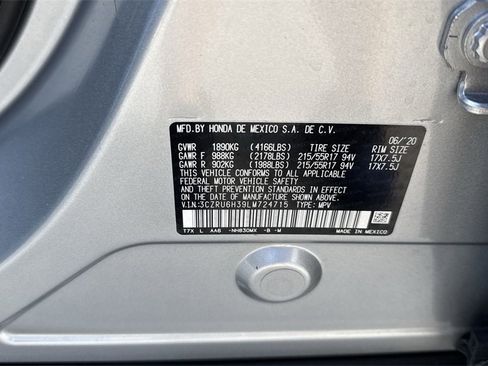 MFD.BY HONDA DE MEXICO S.A. DE C.V.
06/'20
GVWR 1890KG (4166LBS) TIRE SIZE RIM SIZE
GAWR F 988KG (2178LBS) 215/55R17 94V 17X7.5J
GAWR R 902KG (1988LBS) 215/55R17 94V 17X7.5J
THIS VEHICLE CONFORMS TO ALL APPLICABLE
FEDERAL MOTOR VEHICLE SAFETY, BUMPER,
AND THEFT PREVENTION STANDARDS IN EFFECT
ON THE DATE OF MANUFACTURE SHOWN ABOVE.
V.I.N:3CZRU6H39LM724715 TYPE: MPV
T7X L AA6 -NH830MX -B -M
MADE IN MEXICO